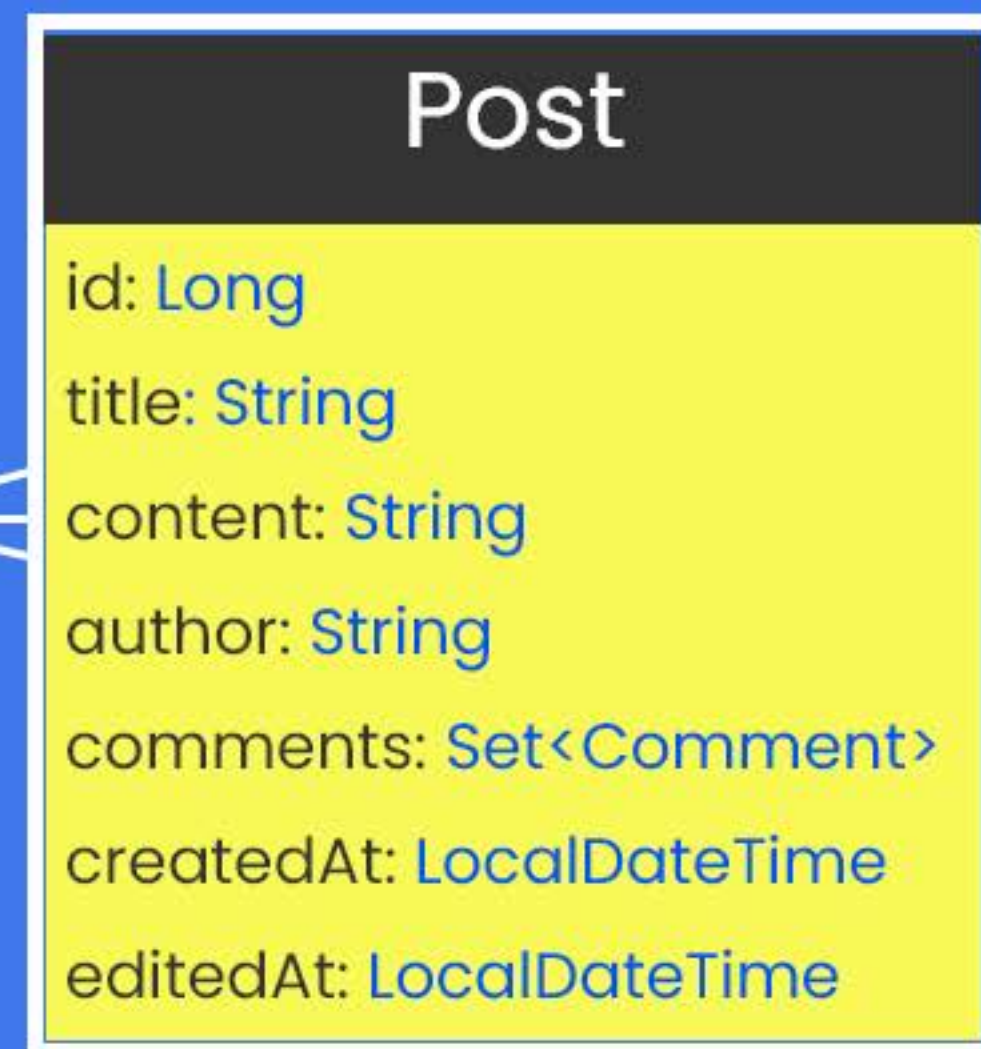 Post
id: Long
title: String
content: String
author: String
comments: Set<Comment>
createdAt: LocalDateTime
editedAt: LocalDateTime